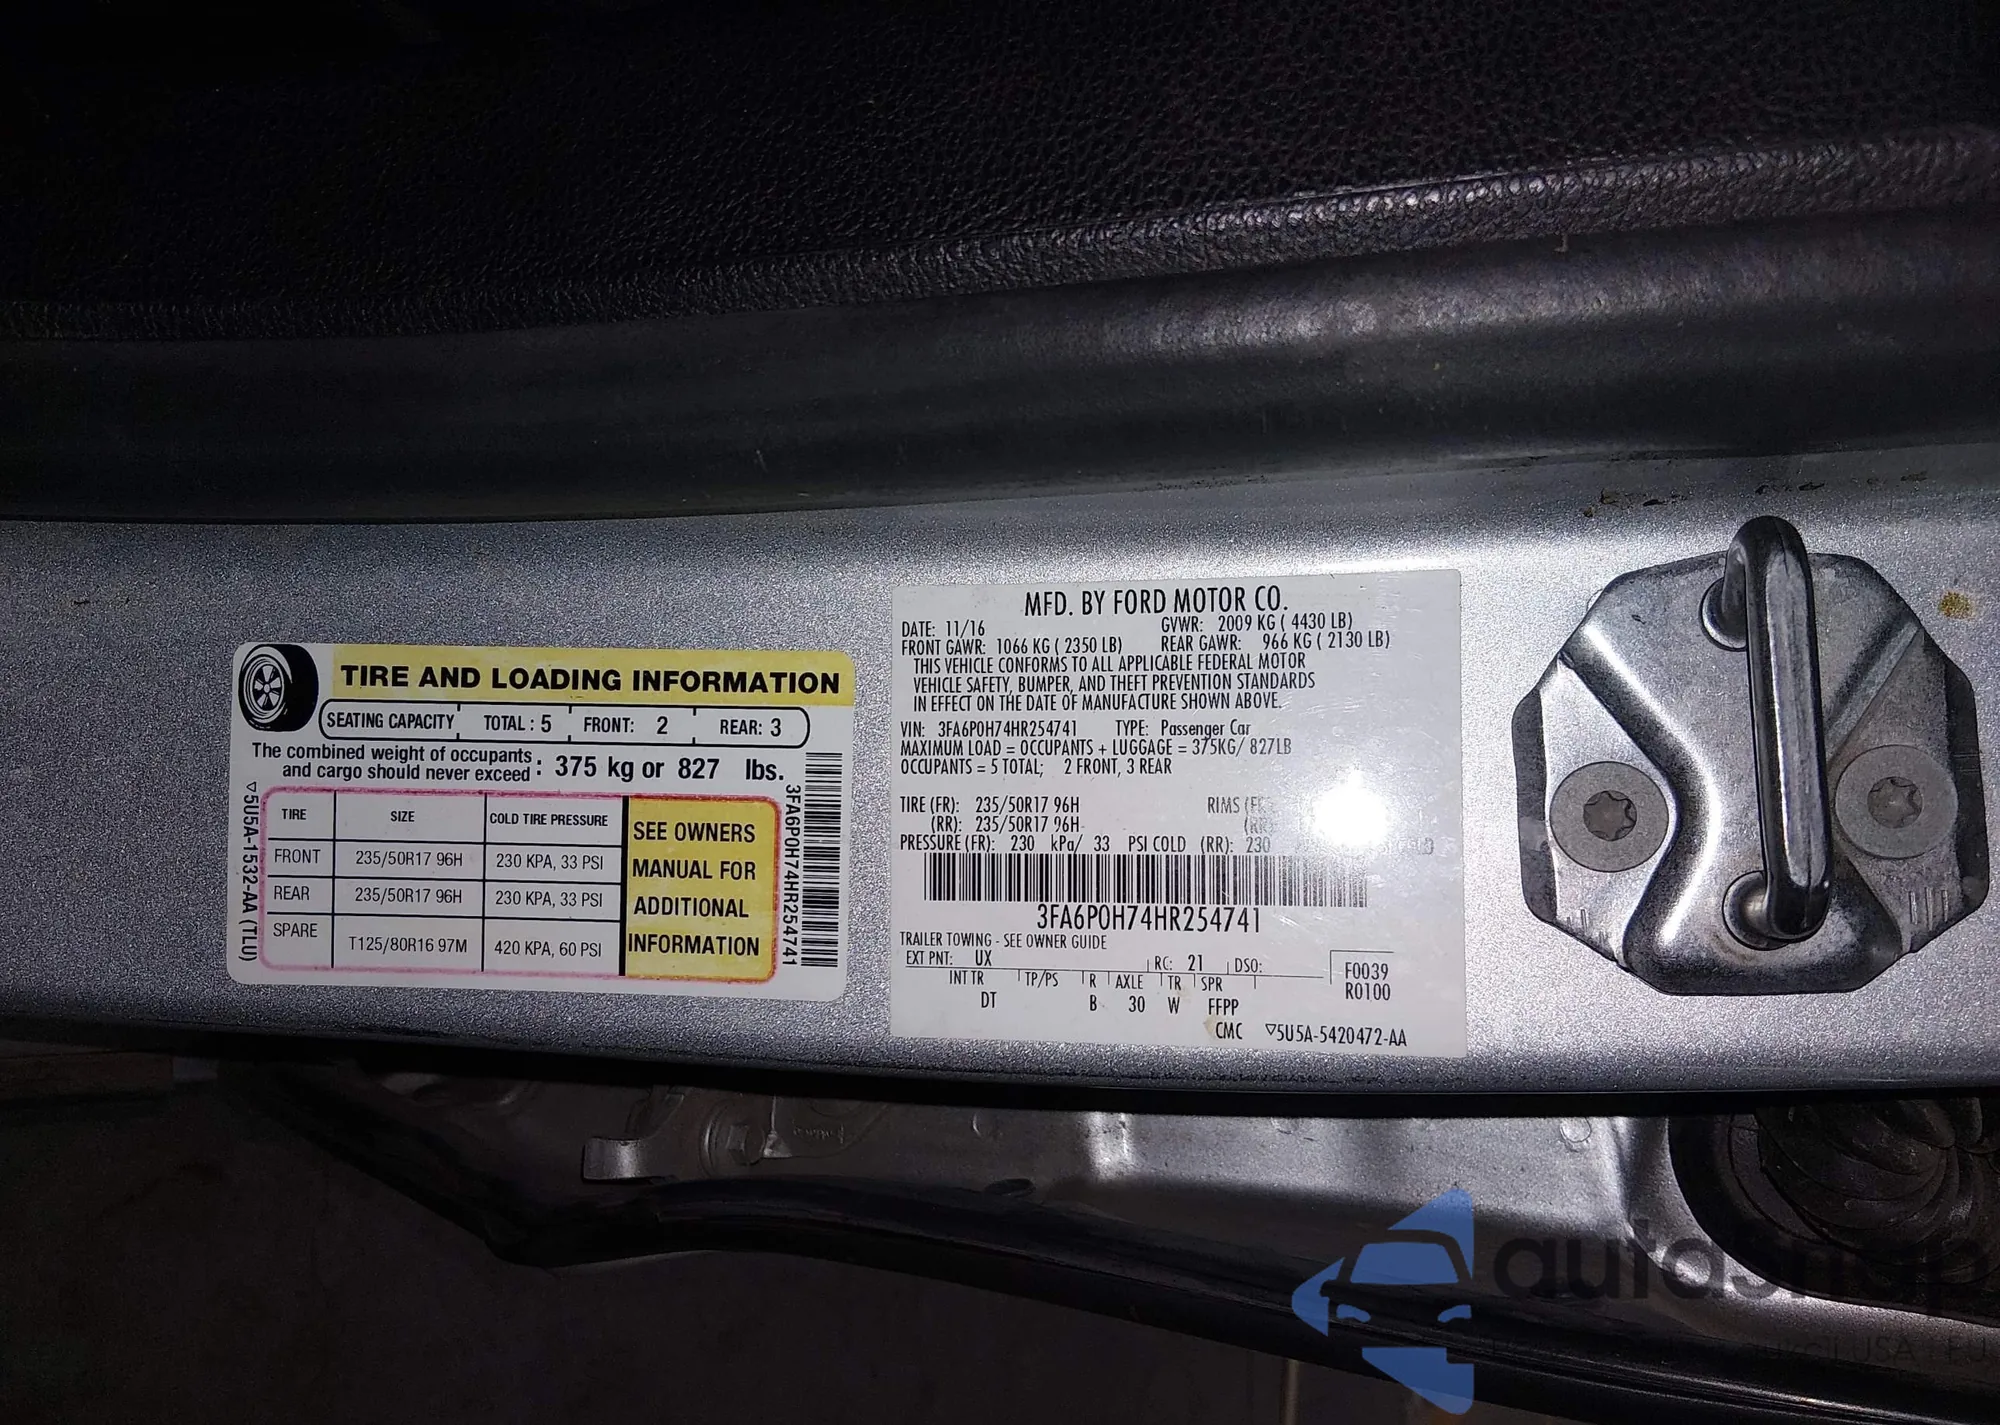 TIRE AND LOADING INFORMATION
SEATING CAPACITY TOTAL : 5 FRONT: 2 REAR: 3
The combined weight of occupants
and cargo should never exceed : 375 kg or 827 lbs.
TIRE SIZE COLD TIRE PRESSURE
FRONT 235/50R17 96H 230 KPA, 33 PSI
REAR 235/50R17 96H 230 KPA, 33 PSI
SPARE T125/80R16 97M 420 KPA, 60 PSI
SEE OWNERS
MANUAL FOR
ADDITIONAL
INFORMATION
5U5A-1532-AA (TLU)
3FA6P0H74HR254741
MFD. BY FORD MOTOR CO.
DATE: 11/16 GVWR: 2009 KG ( 4430 LB)
FRONT GAWR: 1066 KG ( 2350 LB) REAR GAWR: 966 KG ( 2130 LB)
THIS VEHICLE CONFORMS TO ALL APPLICABLE FEDERAL MOTOR
VEHICLE SAFETY, BUMPER, AND THEFT PREVENTION STANDARDS
IN EFFECT ON THE DATE OF MANUFACTURE SHOWN ABOVE.
VIN: 3FA6P0H74HR254741 TYPE: Passenger Car
MAXIMUM LOAD = OCCUPANTS + LUGGAGE = 375KG/ 827LB
OCCUPANTS = 5 TOTAL; 2 FRONT, 3 REAR
TIRE (FR): 235/50R17 96H RIMS
(RR): 235/50R17 96H
PRESSURE (FR): 230 kPa/ 33 PSI COLD (RR): 230
3FA6P0H74HR254741
TRAILER TOWING - SEE OWNER GUIDE
EXT PNT: UX RC: 21 DSO: F0039
INT TR TP/PS R AXLE TR SPR R0100
DT B 30 W FFPP
CMC 5U5A-5420472-AA
autosnap
USA EU